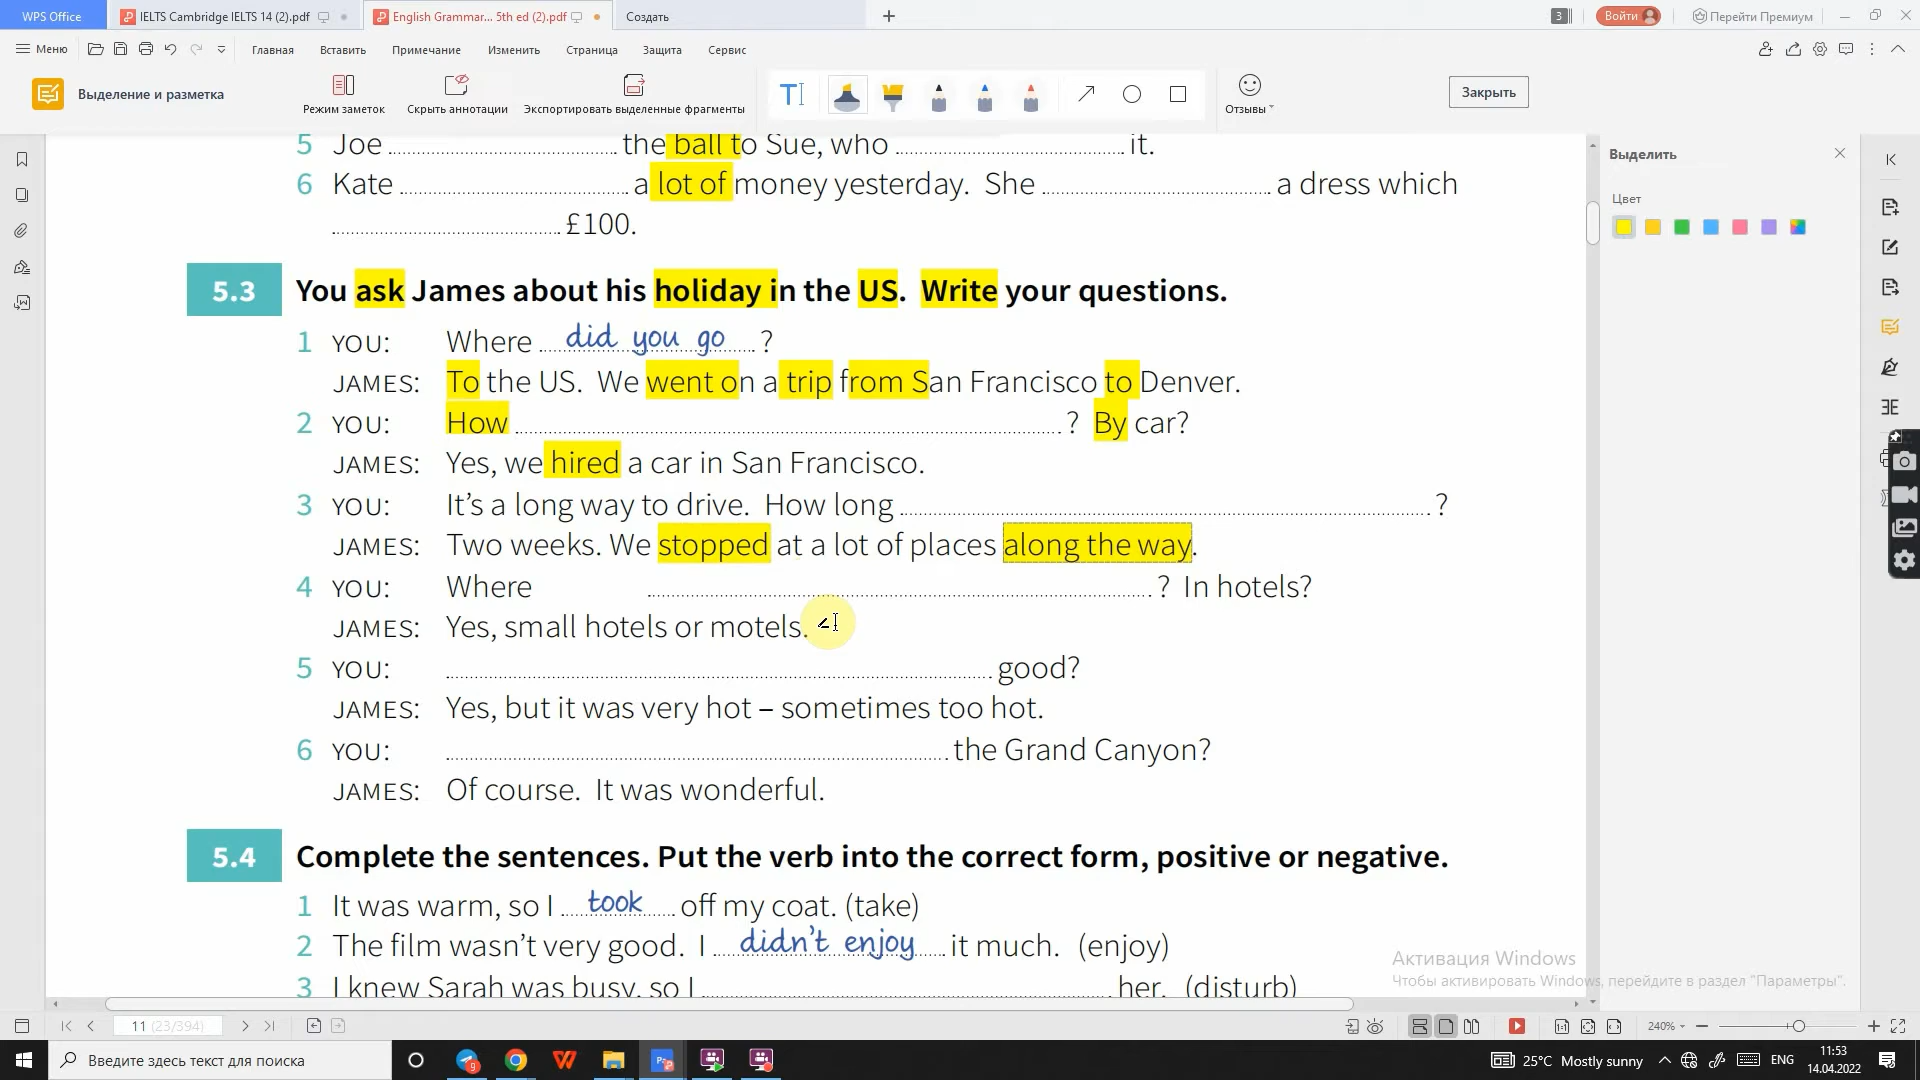 WPS Office
IELTS Cambridge IELTS 14 (2).pdf
English Grammar... 5th ed (2).pdf
Создать
3
Войти
Перейти Премиум
Меню
Главная
Вставить
Примечание
Изменить
Страница
Защита
Сервис
Выделение и разметка
Режим заметок
Скрыть аннотации
Экспортировать выделенные фрагменты
Отзывы
Закрыть
5 Joe ........ the ball to Sue, who ........ it.
6 Kate ........ a lot of money yesterday. She ........ a dress which
........ £100.
5.3 You ask James about his holiday in the US. Write your questions.
1 YOU: Where did you go ?
JAMES: To the US. We went on a trip from San Francisco to Denver.
2 YOU: How ........ ? By car?
JAMES: Yes, we hired a car in San Francisco.
3 YOU: It's a long way to drive. How long ........ ?
JAMES: Two weeks. We stopped at a lot of places along the way.
4 YOU: Where ........ ? In hotels?
JAMES: Yes, small hotels or motels.
5 YOU: ........ good?
JAMES: Yes, but it was very hot – sometimes too hot.
6 YOU: ........ the Grand Canyon?
JAMES: Of course. It was wonderful.
5.4 Complete the sentences. Put the verb into the correct form, positive or negative.
1 It was warm, so I took off my coat. (take)
2 The film wasn't very good. I didn't enjoy it much. (enjoy)
3 I knew Sarah was busy, so I ........ her. (disturb)
Выделить
Цвет
Активация Windows
Чтобы активировать Windows, перейдите в раздел "Параметры".
11 (23/394)
240%
Введите здесь текст для поиска
9
25°C Mostly sunny
ENG
11:53
14.04.2022